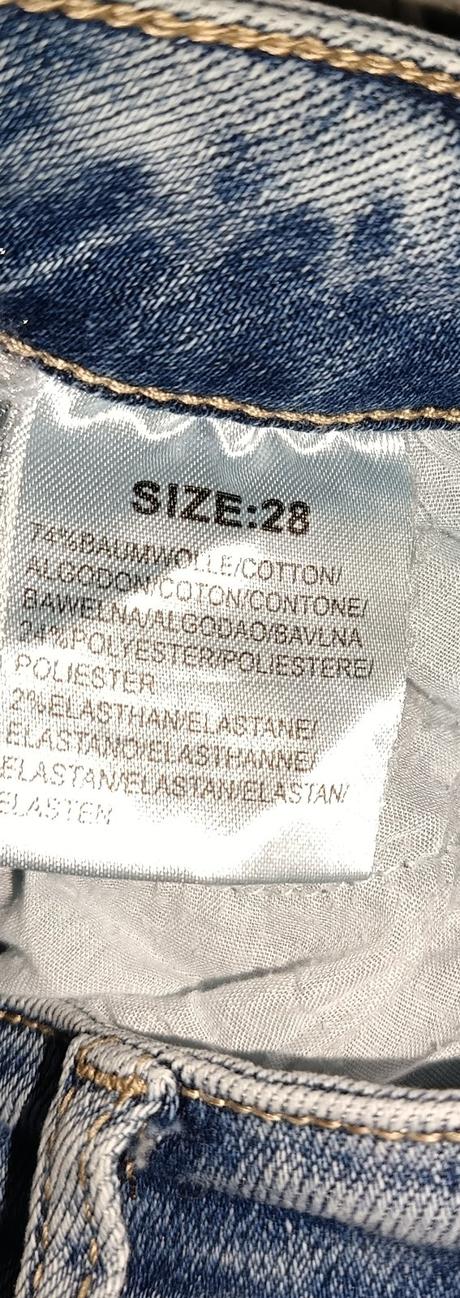 SIZE:28
74%BAUMWOLLE/COTTON/
ALGODON/COTON/CONTONE/
BAWELNA/ALGODAO/BAVLNA
24%POLYESTER/POLIESTERE/
POLIESTER
2%ELASTHAN/ELASTANE/
ELASTANO/ELASTHANNE/
ELASTAN/ELASTAN/ELASTAN/
ELASTEN